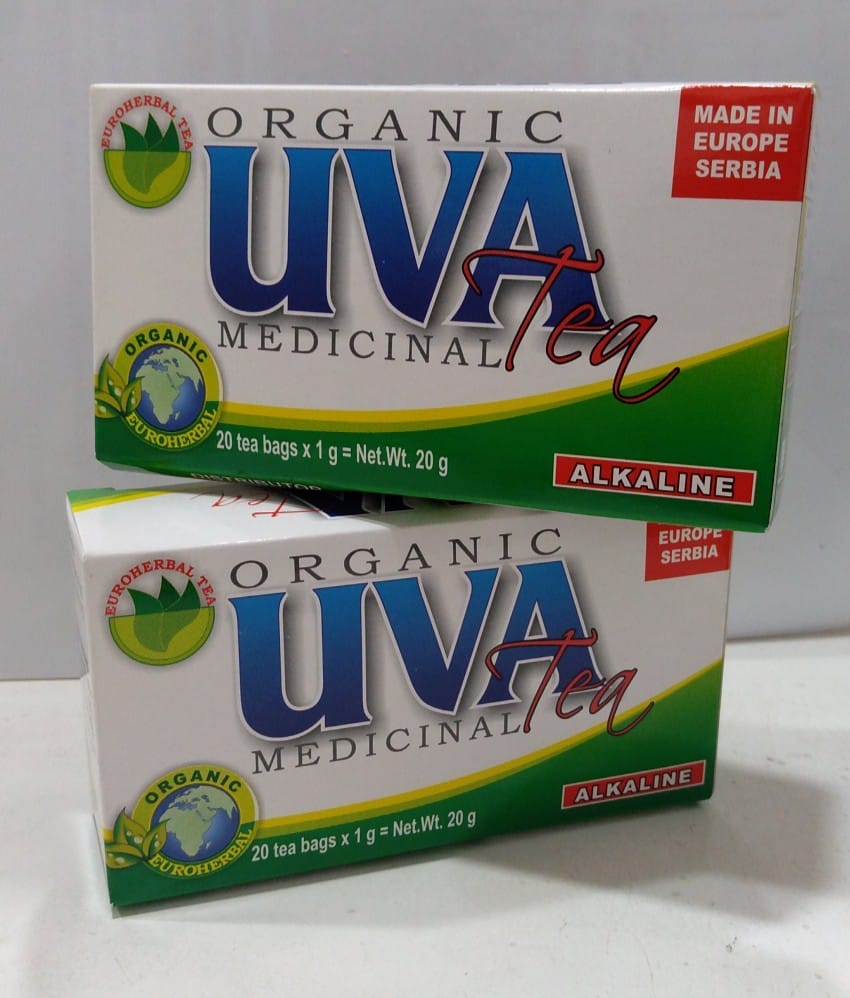 EUROHERBAL TEA
ORGANIC
UVA
Tea
MEDICINAL
MADE IN
EUROPE
SERBIA
ORGANIC
EUROHERBAL
20 tea bags x 1 g = Net.Wt. 20 g
ALKALINE
DISTRIBUTOR
Tea
EUROHERBAL TEA
ORGANIC
UVA
Tea
MEDICINAL
EUROPE
SERBIA
ORGANIC
EUROHERBAL
20 tea bags x 1 g = Net.Wt. 20 g
ALKALINE